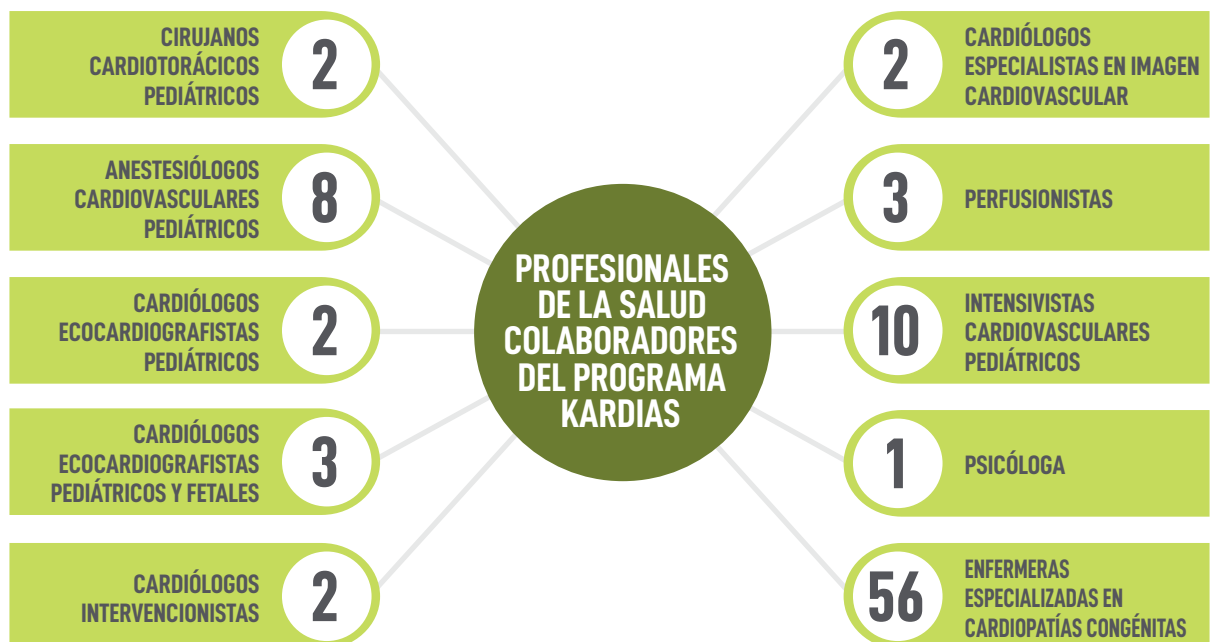 CIRUJANOS
CARDIOTORÁCICOS
PEDIÁTRICOS
2
ANESTESIÓLOGOS
CARDIOVASCULARES
PEDIÁTRICOS
8
CARDIÓLOGOS
ECOCARDIOGRAFISTAS
PEDIÁTRICOS
2
CARDIÓLOGOS
ECOCARDIOGRAFISTAS
PEDIÁTRICOS Y FETALES
3
CARDIÓLOGOS
INTERVENCIONISTAS
2
PROFESIONALES
DE LA SALUD
COLABORADORES
DEL PROGRAMA
KARDIAS
2
CARDIÓLOGOS
ESPECIALISTAS EN IMAGEN
CARDIOVASCULAR
3
PERFUSIONISTAS
10
INTENSIVISTAS
CARDIOVASCULARES
PEDIÁTRICOS
1
PSICÓLOGA
56
ENFERMERAS
ESPECIALIZADAS EN
CARDIOPATÍAS CONGÉNITAS